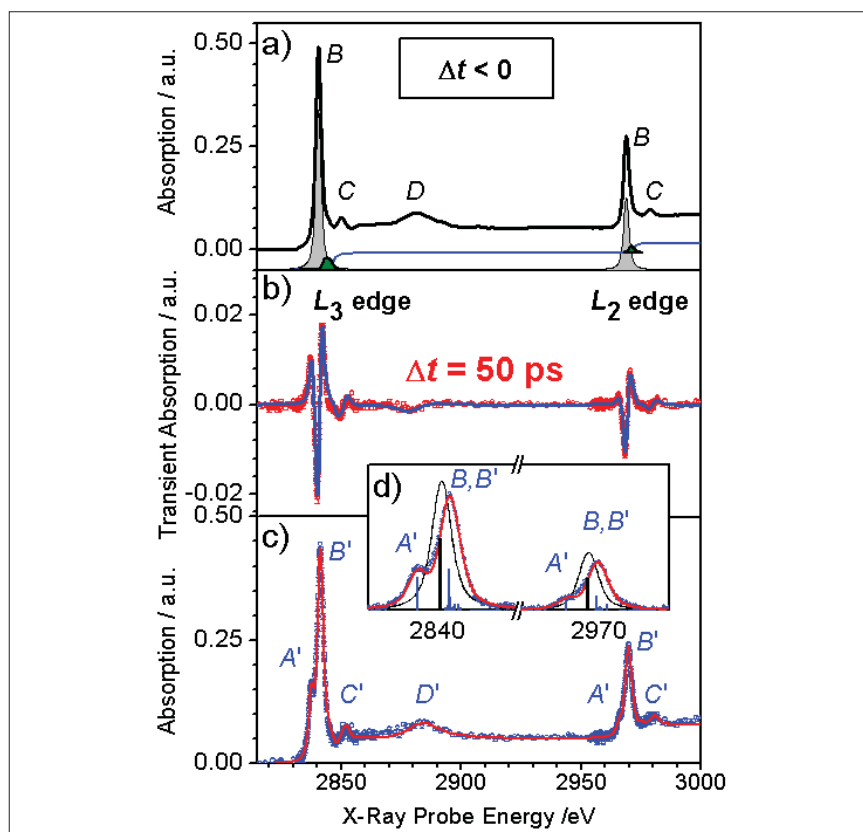 a)
B
Δt < 0
0.50
Absorption / a.u.
0.25
B
C
D
C
0.00
b)
L3 edge
L2 edge
0.02
Transient Absorption / a.u.
Δt = 50 ps
0.00
-0.02
d)
B,B'
A'
B,B'
A'
2840
2970
0.50
c)
B'
Absorption / a.u.
0.25
A'
C'
D'
A'
B'
C'
0.00
2850
2900
2950
3000
X-Ray Probe Energy /eV